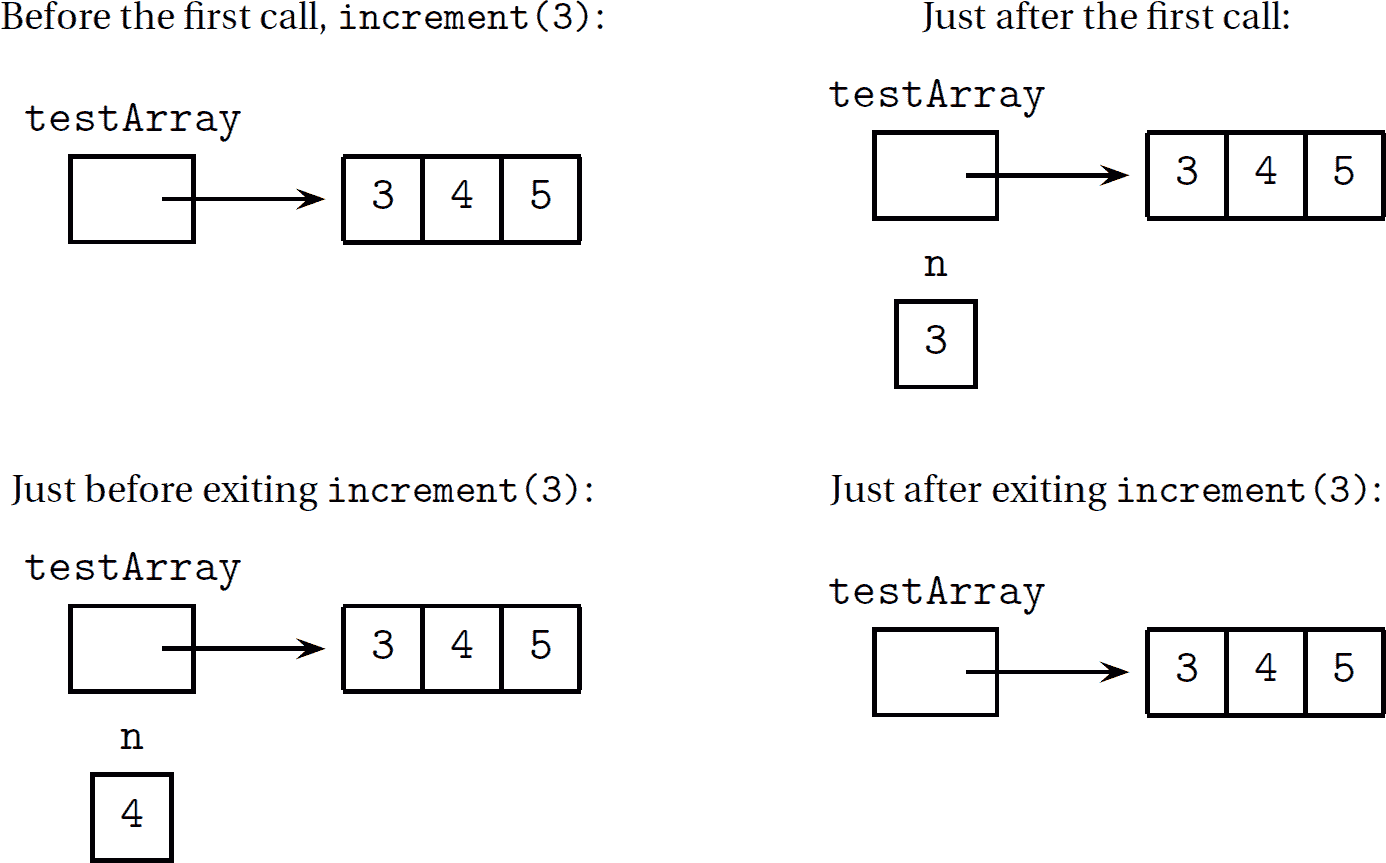 Before the first call, increment(3):
Just after the first call:
testArray
3 4 5
testArray
3 4 5
n
3
Just before exiting increment(3):
Just after exiting increment(3):
testArray
3 4 5
n
4
testArray
3 4 5